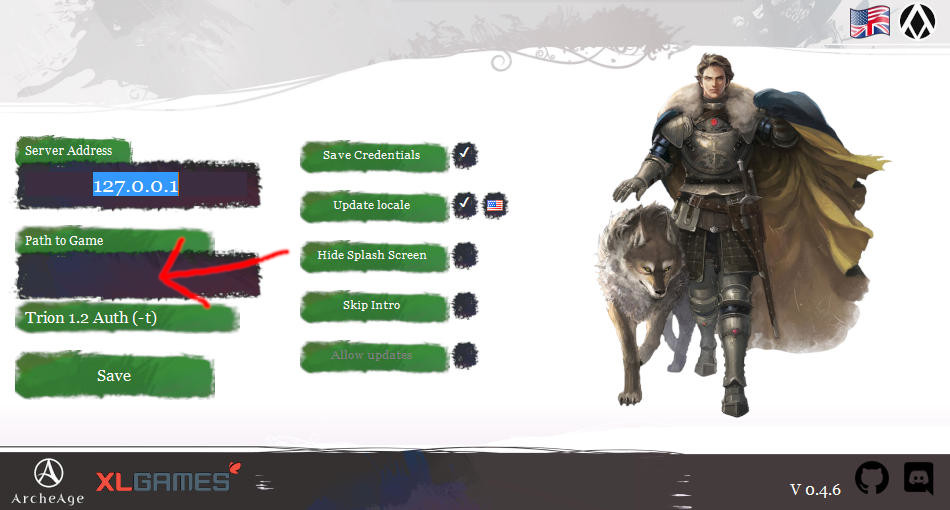 Server Address
127.0.0.1
Path to Game
Trion 1.2 Auth (-t)
Save
Save Credentials
Update locale
Hide Splash Screen
Skip Intro
Allow updates
ArcheAge
XLGAMES
V 0.4.6